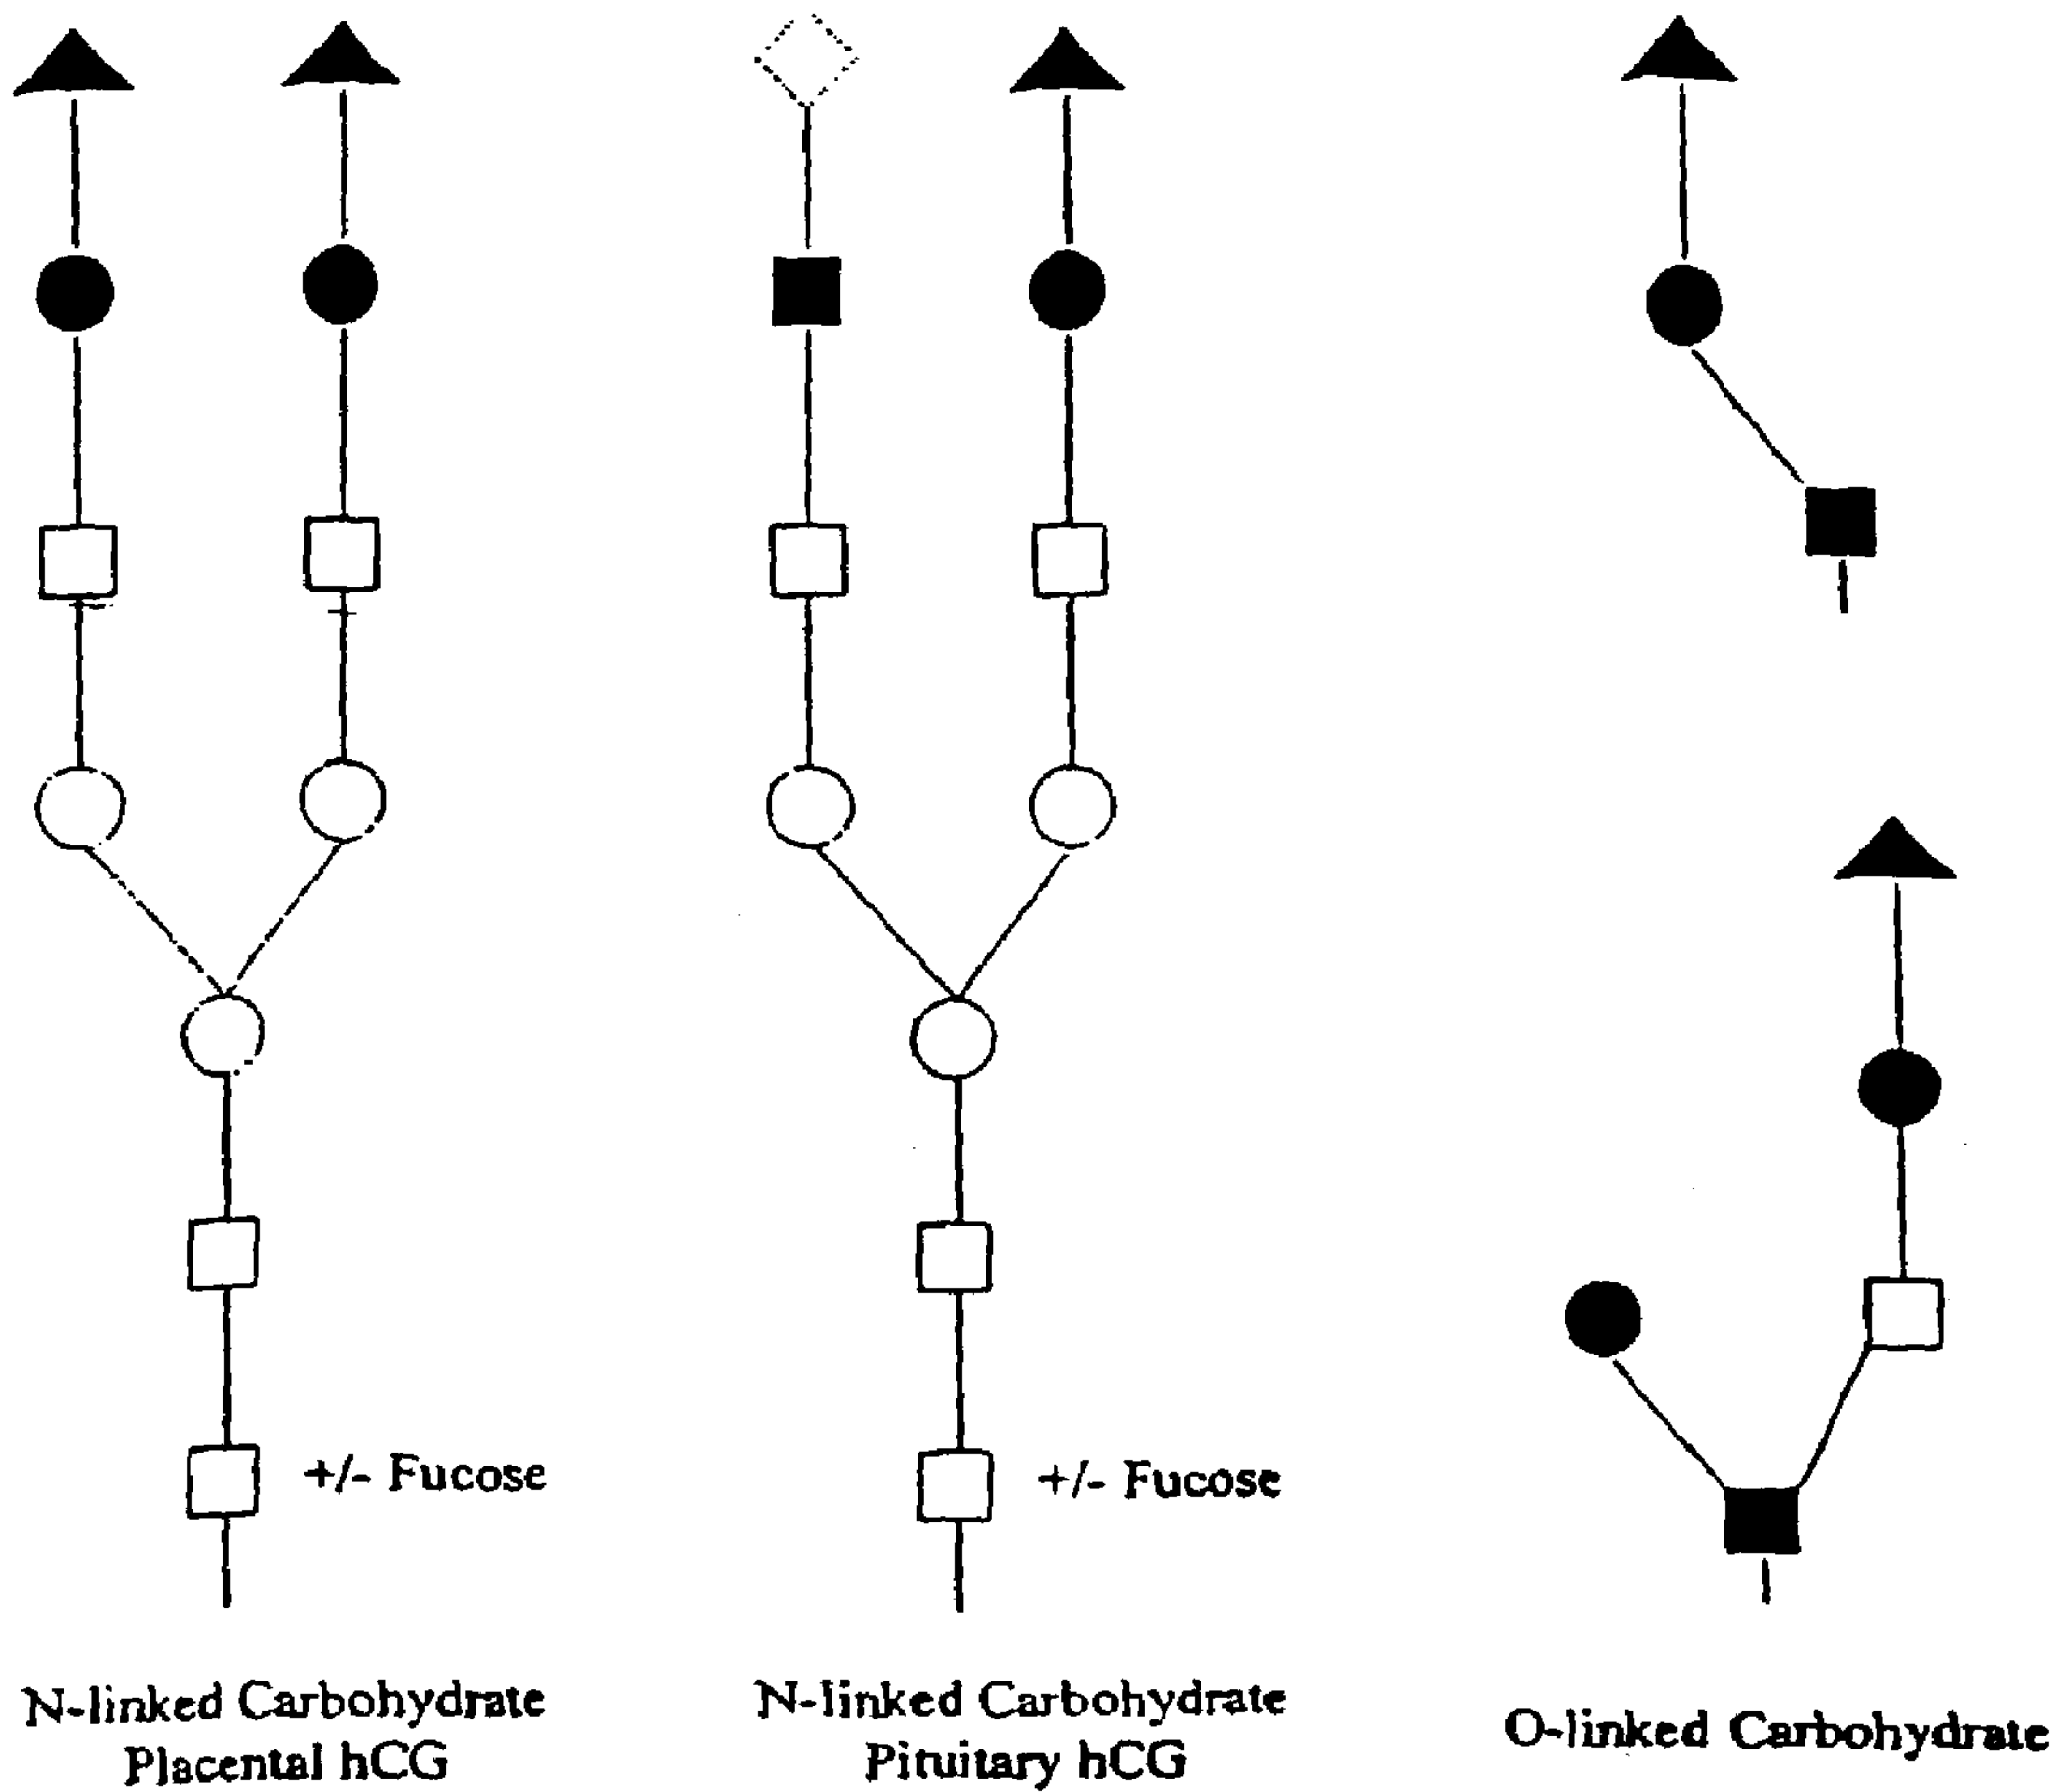 +/- Fucose
+/- Fucose
N-linked Carbohydrate
Placental hCG
N-linked Carbohydrate
Pituitary hCG
O-linked Carbohydrate